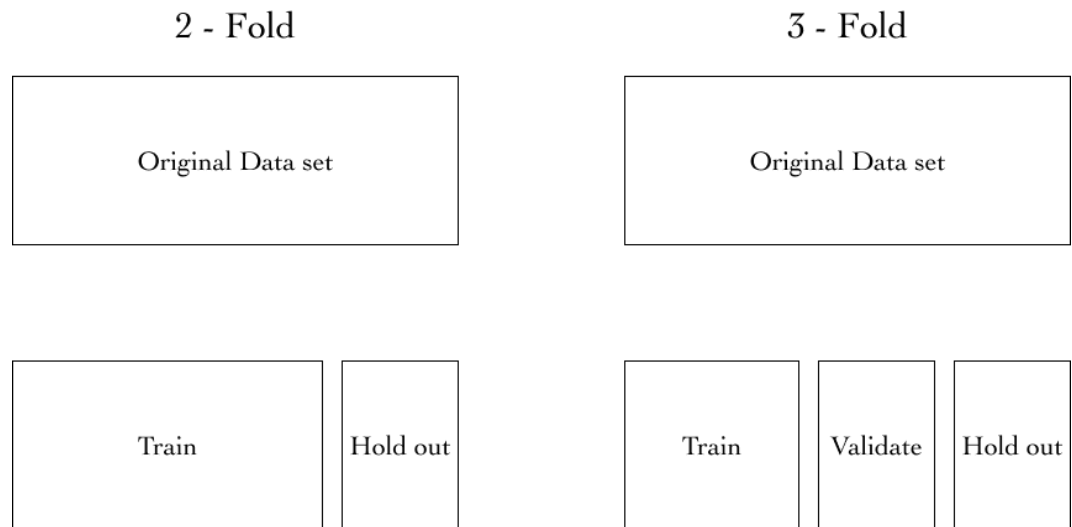 2 - Fold
3 - Fold
Original Data set
Original Data set
Train
Hold out
Train
Validate
Hold out